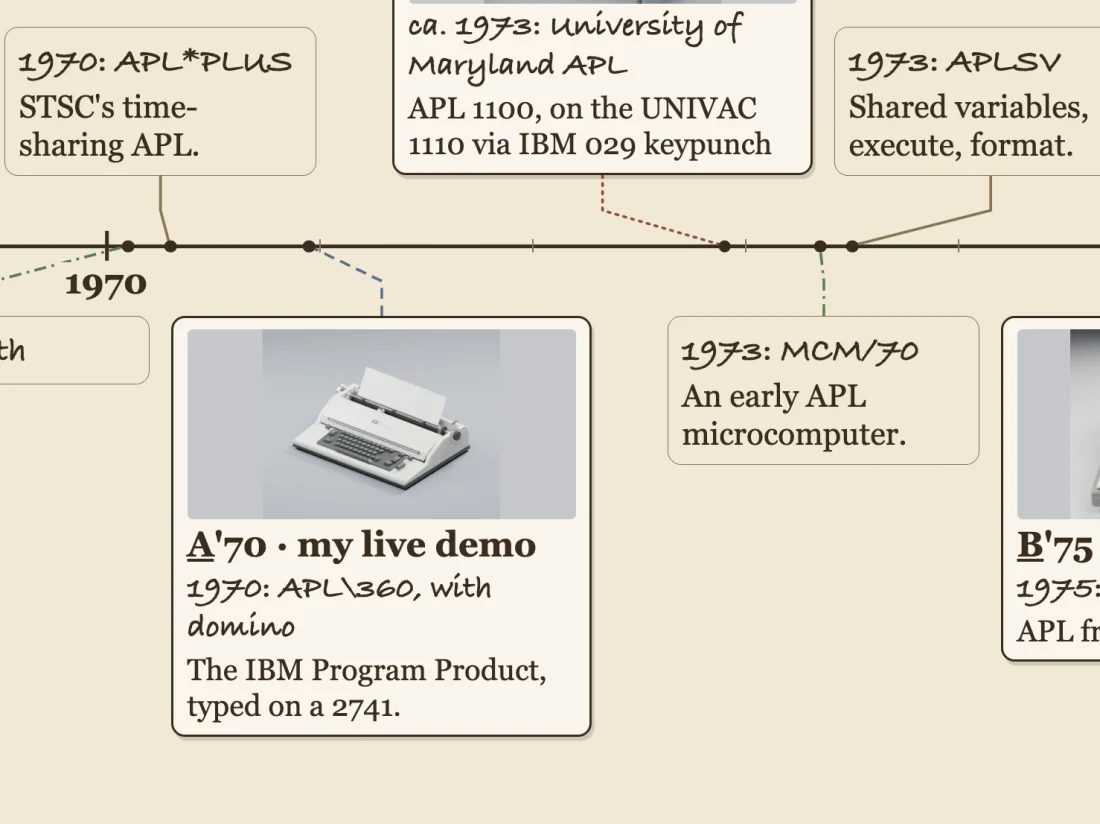 1970: APL*PLUS
STSC's time-
sharing APL.
ca. 1973: University of
Maryland APL
APL 1100, on the UNIVAC
1110 via IBM 029 keypunch
1973: APLSV
Shared variables,
execute, format.
1970
th
A'70 · my live demo
1970: APL\360, with
domino
The IBM Program Product,
typed on a 2741.
1973: MCM/70
An early APL
microcomputer.
B'75
1975:
APL fr